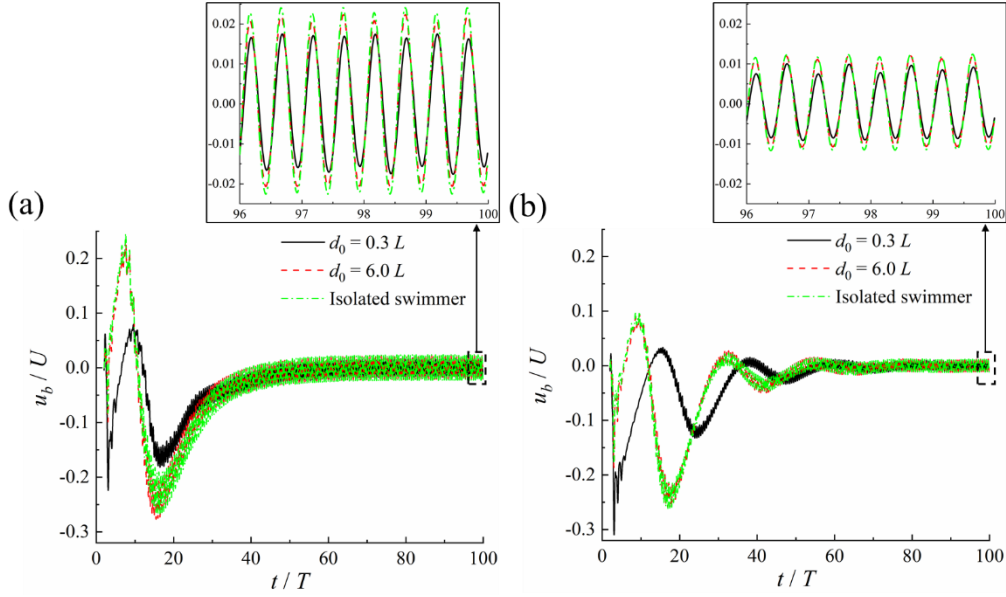 0.02
0.01
0.00
-0.01
-0.02
96 97 98 99 100
0.02
0.01
0.00
-0.01
-0.02
96 97 98 99 100
(a)
(b)
d₀ = 0.3 L
d₀ = 6.0 L
Isolated swimmer
0.2
0.1
0.0
-0.1
-0.2
-0.3
u_b / U
0 20 40 60 80 100
t / T
d₀ = 0.3 L
d₀ = 6.0 L
Isolated swimmer
0.2
0.1
0.0
-0.1
-0.2
-0.3
u_b / U
0 20 40 60 80 100
t / T